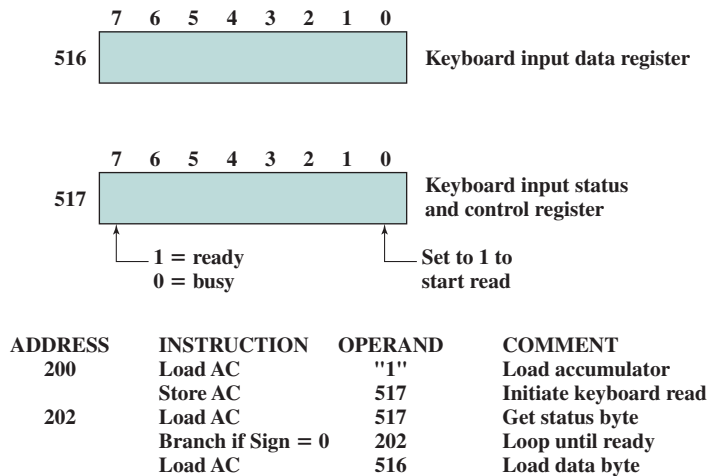 7 6 5 4 3 2 1 0
516 Keyboard input data register
7 6 5 4 3 2 1 0
517 Keyboard input status
and control register
1 = ready
0 = busy
Set to 1 to
start read
ADDRESS INSTRUCTION OPERAND COMMENT
200 Load AC "1" Load accumulator
Store AC 517 Initiate keyboard read
202 Load AC 517 Get status byte
Branch if Sign = 0 202 Loop until ready
Load AC 516 Load data byte